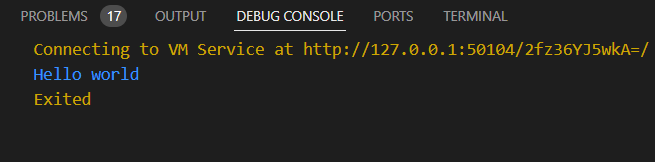 PROBLEMS 17 OUTPUT DEBUG CONSOLE PORTS TERMINAL
Connecting to VM Service at http://127.0.0.1:50104/2fz36YJ5wkA=/
Hello world
Exited